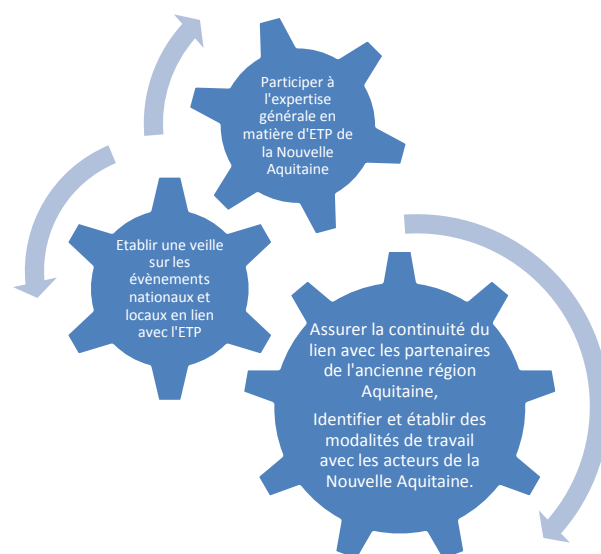 Participer à
l'expertise
générale en
matière d'ETP de
la Nouvelle
Aquitaine
Etablir une veille
sur les
évènements
nationaux et
locaux en lien
avec l'ETP
Assurer la continuité du
lien avec les partenaires
de l'ancienne région
Aquitaine,
Identifier et établir des
modalités de travail
avec les acteurs de la
Nouvelle Aquitaine.